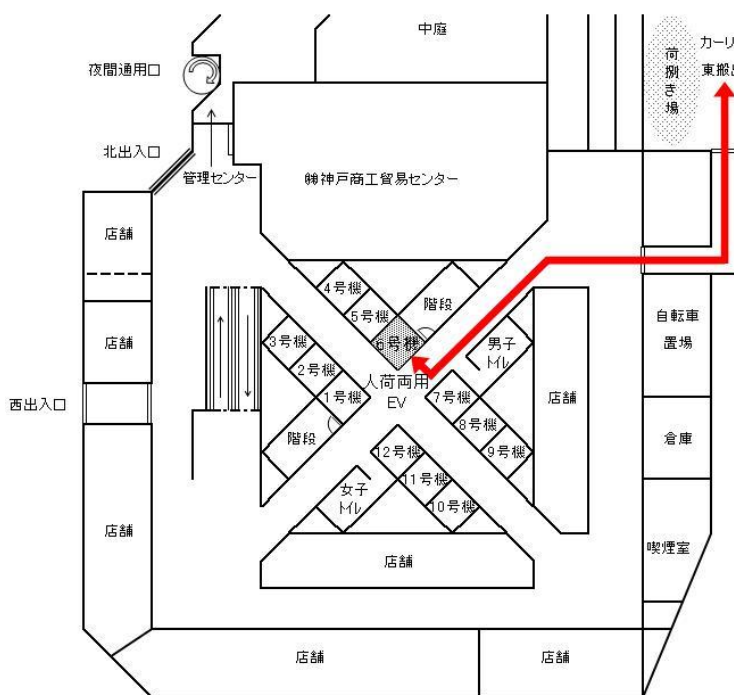 中庭
夜間通用口
荷捌き場
カーリ
東搬出
北出入口
管理センター
㈱神戸商工貿易センター
店舗
4号機
5号機
階段
6号機
3号機
2号機
1号機
男子
トイレ
自転車
置場
店舗
人荷両用
EV
7号機
8号機
9号機
店舗
西出入口
階段
12号機
11号機
10号機
倉庫
女子
トイレ
店舗
店舗
喫煙室
店舗
店舗